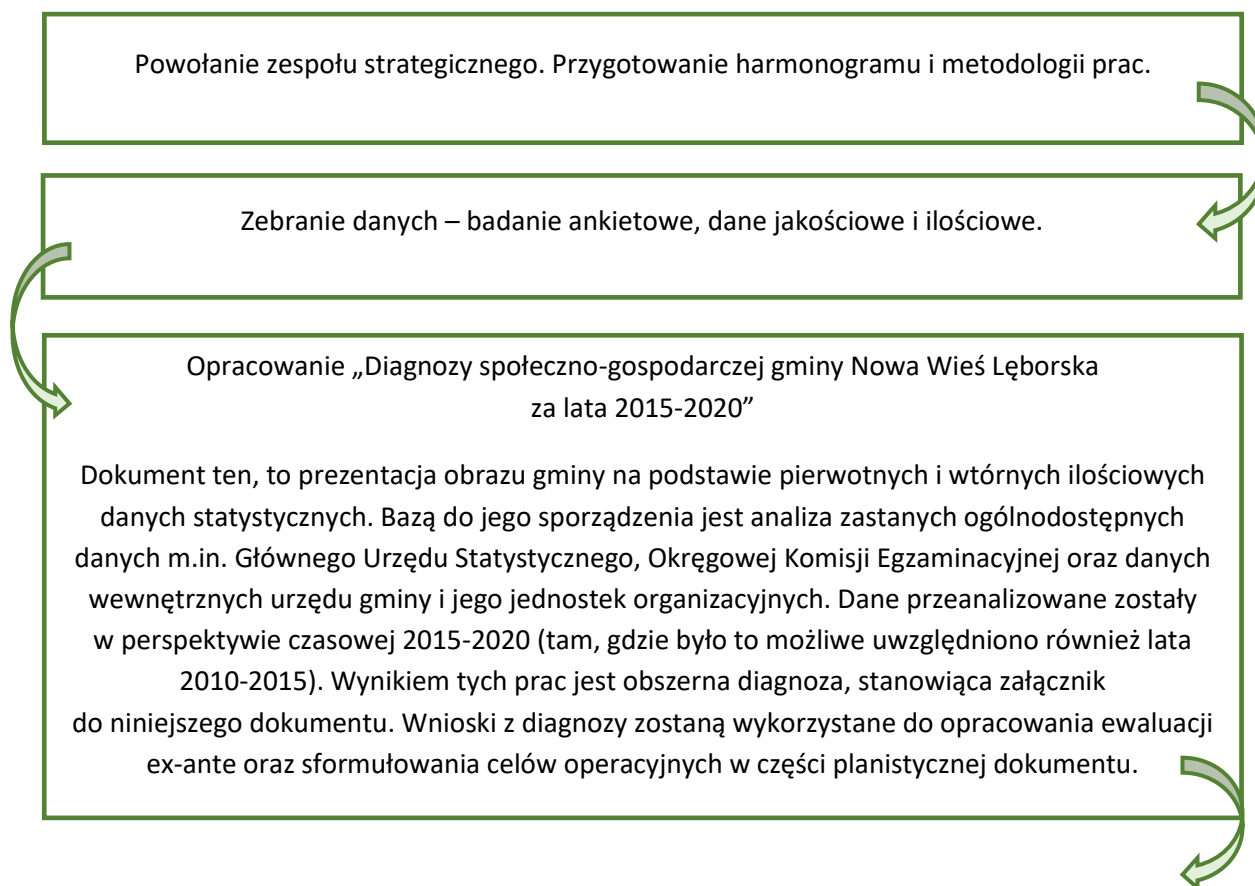 Powołanie zespołu strategicznego. Przygotowanie harmonogramu i metodologii prac.
Zebranie danych – badanie ankietowe, dane jakościowe i ilościowe.
Opracowanie „Diagnozy społeczno-gospodarczej gminy Nowa Wieś Lęborska
za lata 2015-2020”
Dokument ten, to prezentacja obrazu gminy na podstawie pierwotnych i wtórnych ilościowych
danych statystycznych. Bazą do jego sporządzenia jest analiza zastanych ogólnodostępnych
danych m.in. Głównego Urzędu Statystycznego, Okręgowej Komisji Egzaminacyjnej oraz danych
wewnętrznych urzędu gminy i jego jednostek organizacyjnych. Dane przeanalizowane zostały
w perspektywie czasowej 2015-2020 (tam, gdzie było to możliwe uwzględniono również lata
2010-2015). Wynikiem tych prac jest obszerna diagnoza, stanowiąca załącznik
do niniejszego dokumentu. Wnioski z diagnozy zostaną wykorzystane do opracowania ewaluacji
ex-ante oraz sformułowania celów operacyjnych w części planistycznej dokumentu.